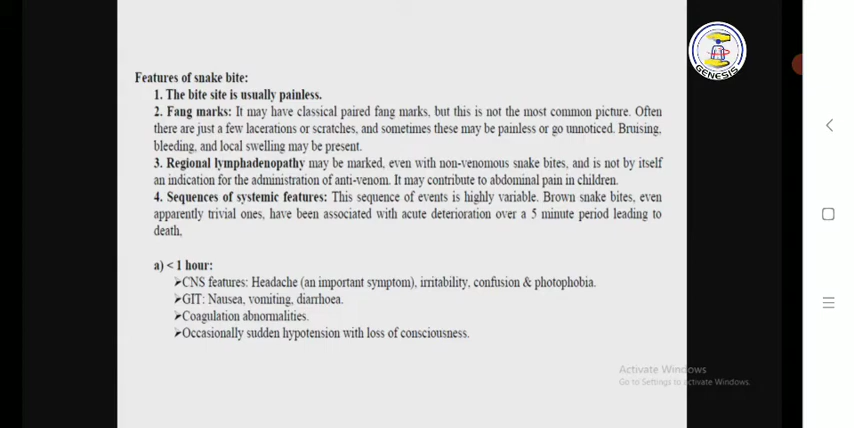 GENESIS
Features of snake bite:
1. The bite site is usually painless.
2. Fang marks: It may have classical paired fang marks, but this is not the most common picture. Often
there are just a few lacerations or scratches, and sometimes these may be painless or go unnoticed. Bruising,
bleeding, and local swelling may be present.
3. Regional lymphadenopathy may be marked, even with non-venomous snake bites, and is not by itself
an indication for the administration of anti-venom. It may contribute to abdominal pain in children.
4. Sequences of systemic features: This sequence of events is highly variable. Brown snake bites, even
apparently trivial ones, have been associated with acute deterioration over a 5 minute period leading to
death.
a) < 1 hour:
➤CNS features: Headache (an important symptom), irritability, confusion & photophobia.
➤GIT: Nausea, vomiting, diarrhoea.
➤Coagulation abnormalities.
➤Occasionally sudden hypotension with loss of consciousness.
Activate Windows
Go to Settings to activate Windows.